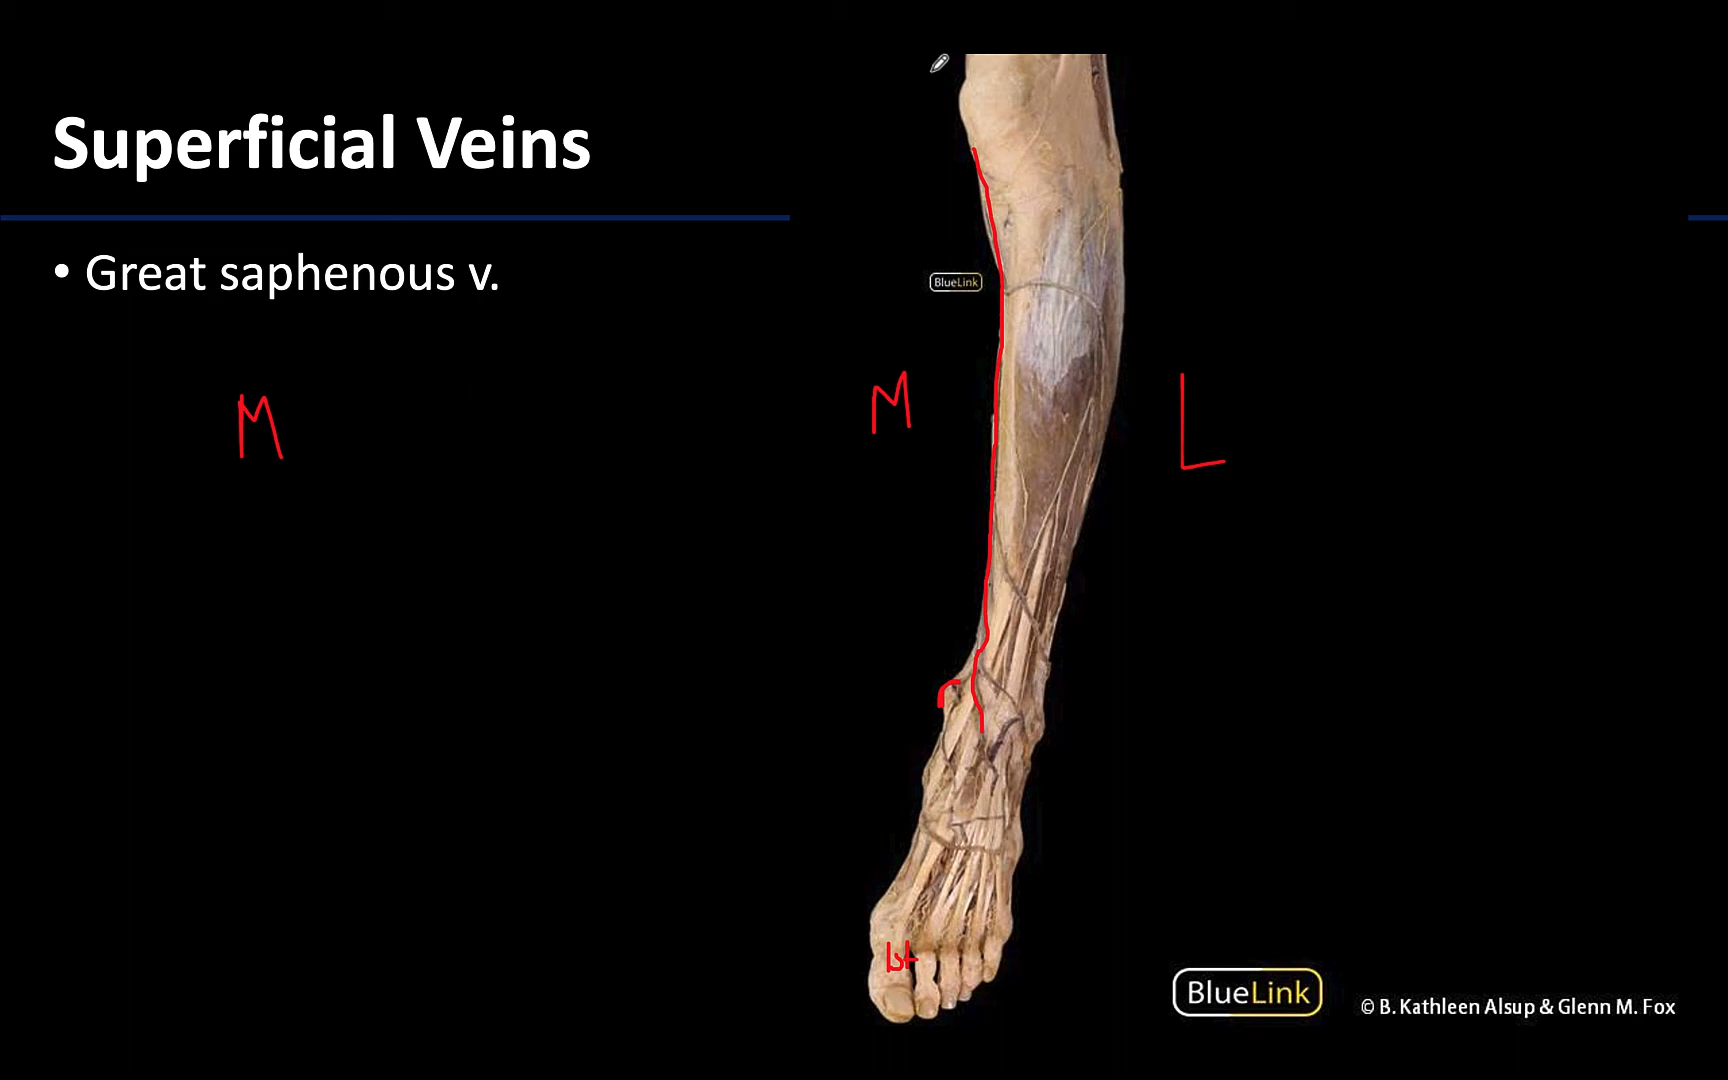 Superficial Veins
• Great saphenous v.
BlueLink
M
M
L
1st
BlueLink
© B. Kathleen Alsup & Glenn M. Fox